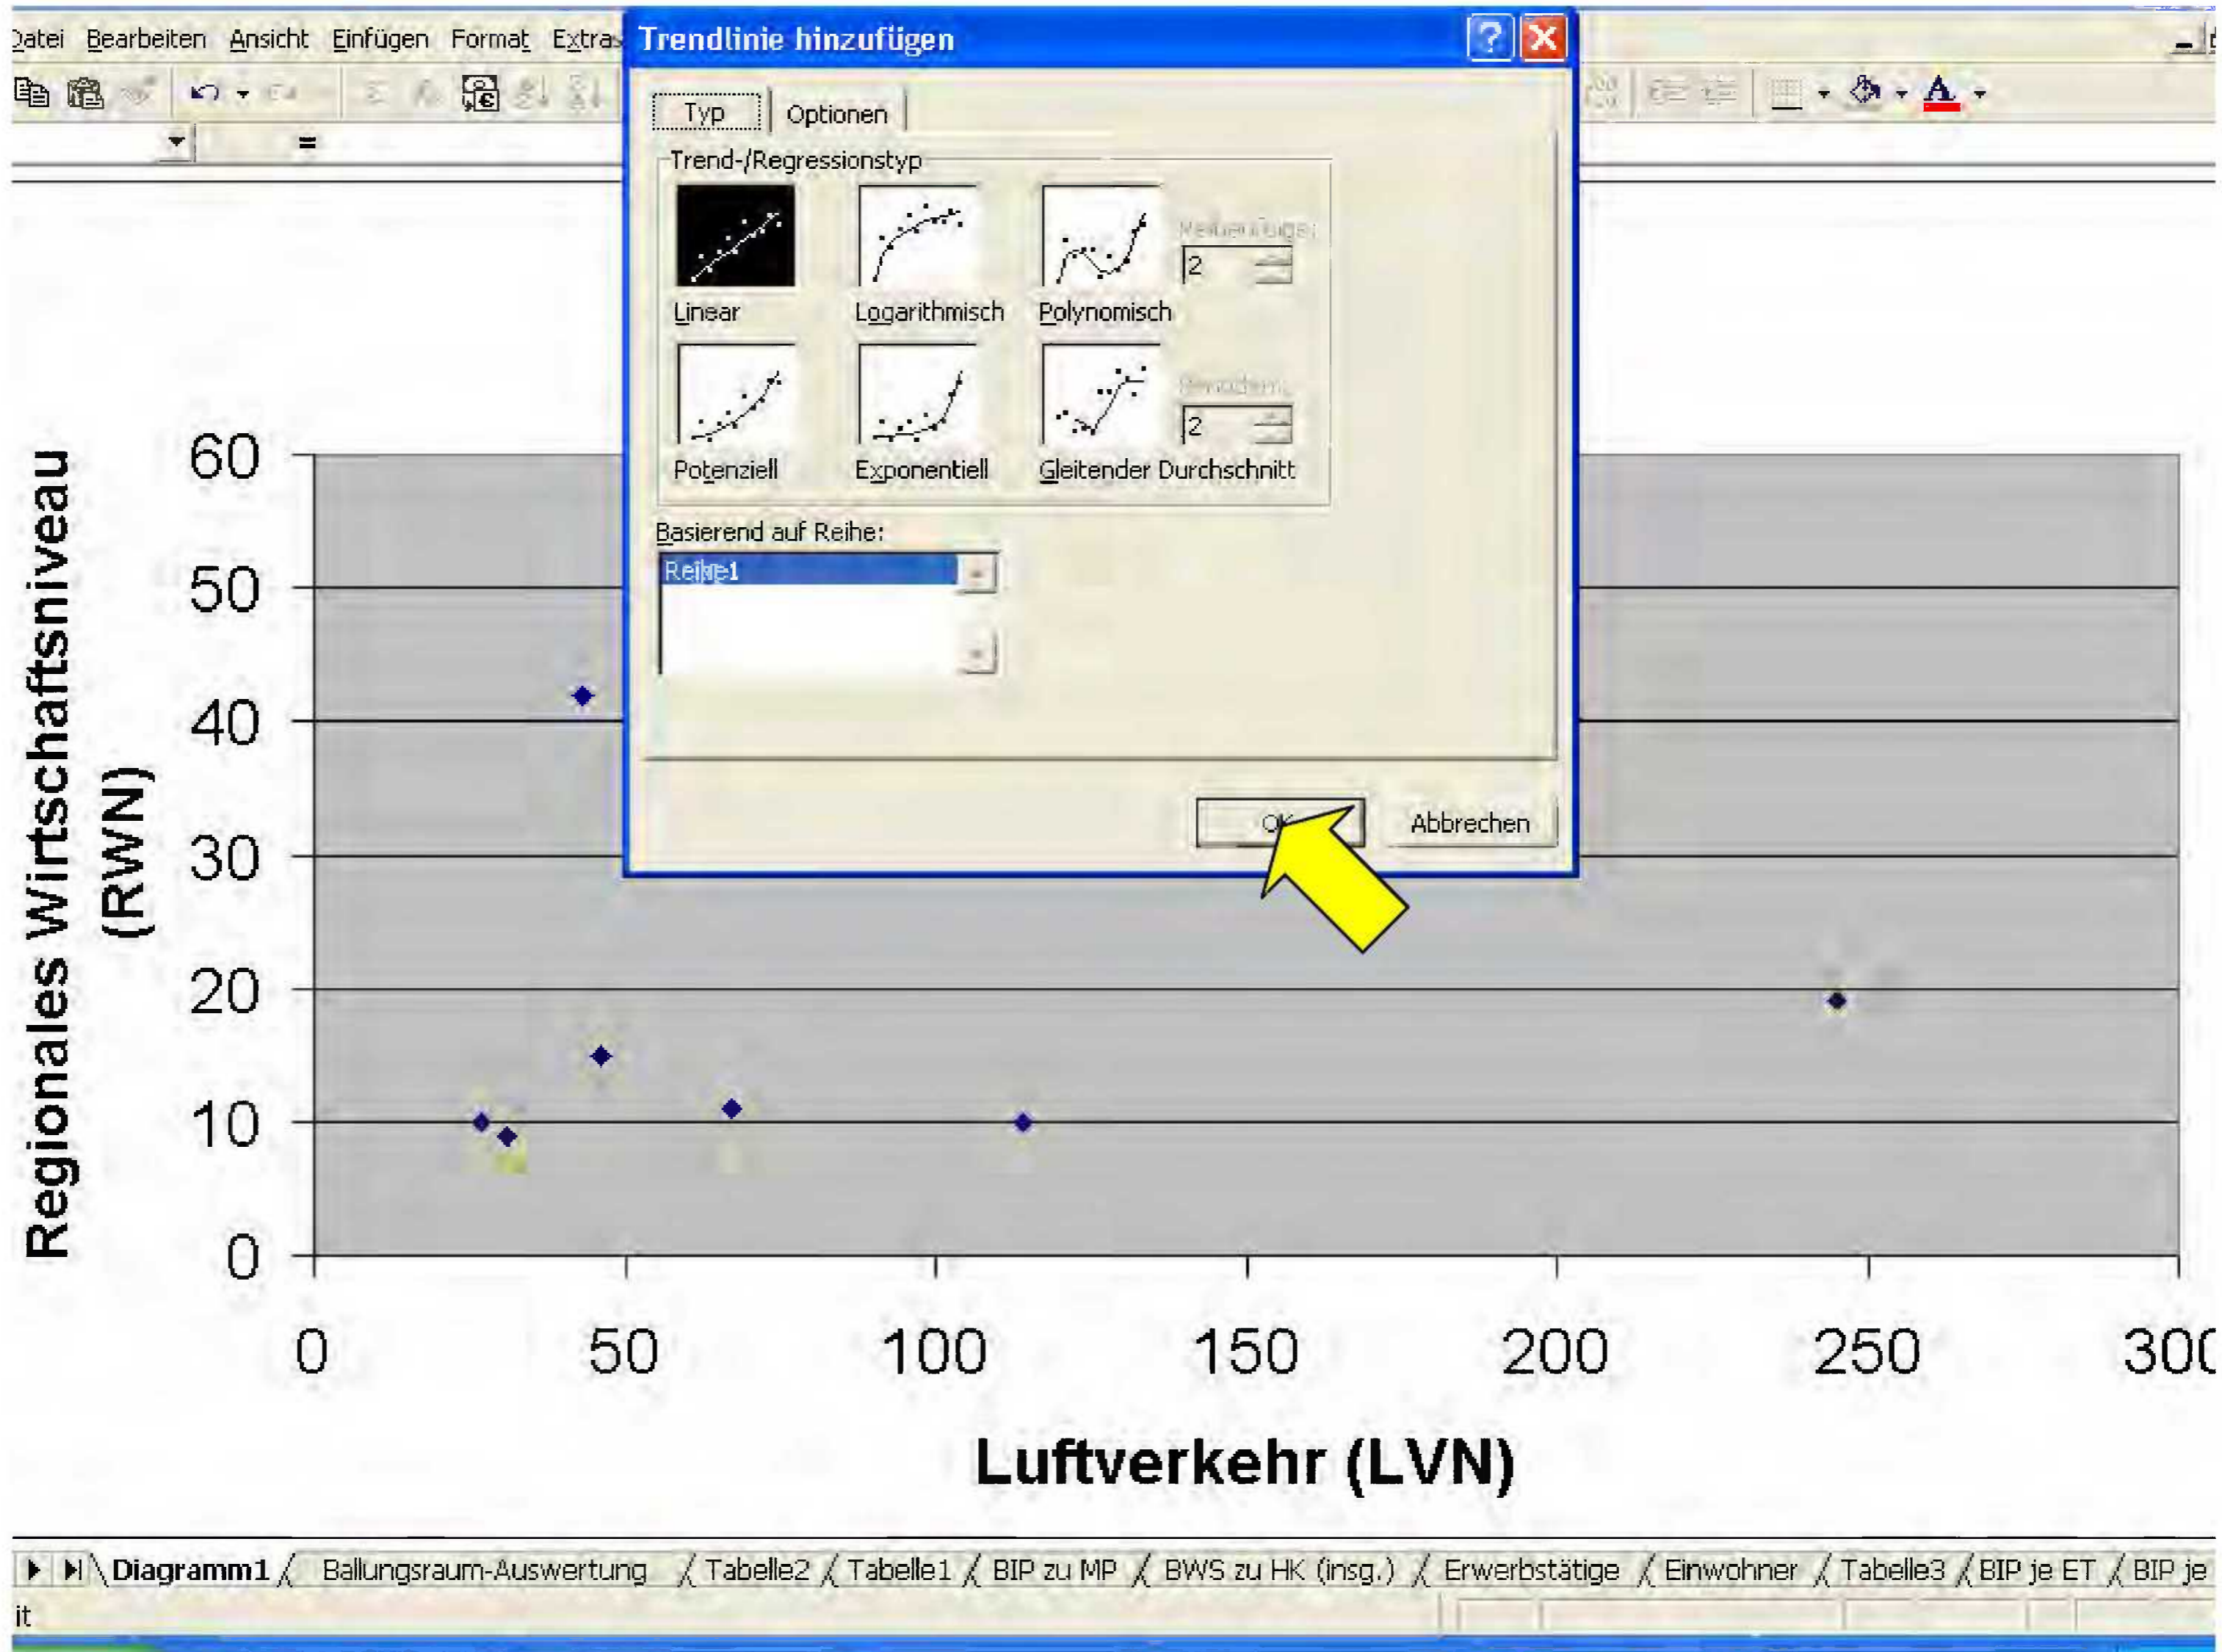 Datei Bearbeiten Ansicht Einfügen Format Extras
Trendlinie hinzufügen
=
Typ Optionen
Trend-/Regressionstyp
Linear Logarithmisch Polynomisch
2
Potenziell Exponentiell Gleitender Durchschnitt
2
Basierend auf Reihe:
Reihe1
OK Abbrechen
Regionales Wirtschaftsniveau
(RWN)
60
50
40
30
20
10
0
0 50 100 150 200 250 300
Luftverkehr (LVN)
Diagramm1 Ballungsraum-Auswertung Tabelle2 Tabelle1 BIP zu MP BWS zu HK (insg.) Erwerbstätige Einwohner Tabelle3 BIP je ET BIP je
it